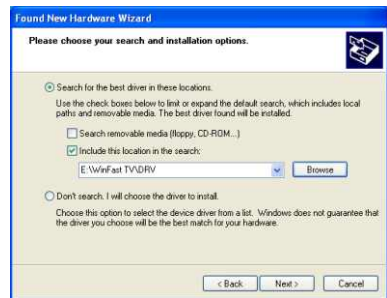 Found New Hardware Wizard
Please choose your search and installation options.
Search for the best driver in these locations.
Use the check boxes below to limit or expand the default search, which includes local
paths and removable media. The best driver found will be installed.
Search removable media (floppy, CD-ROM...)
Include this location in the search:
E:\WinFast TV\DRV
Browse
Don't search. I will choose the driver to install.
Choose this option to select the device driver from a list. Windows does not guarantee that
the driver you choose will be the best match for your hardware.
< Back
Next >
Cancel